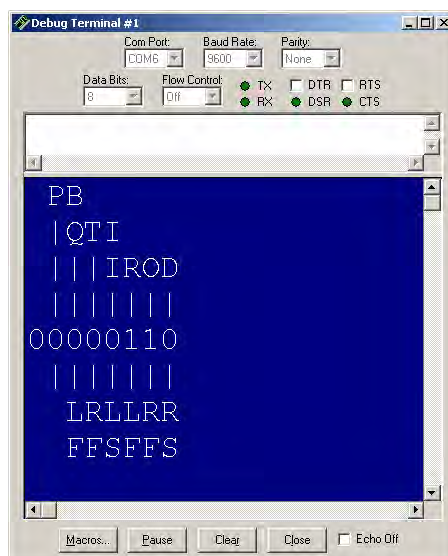 Debug Terminal #1
Com Port: Baud Rate: Parity:
COM6 9600 None
Data Bits: Flow Control: TX DTR RTS
8 Off RX DSR CTS
PB
|QTI
|||IROD
|||||||
00000110
|||||||
LRLLRR
FFSFFS
Macros... Pause Clear Close Echo Off